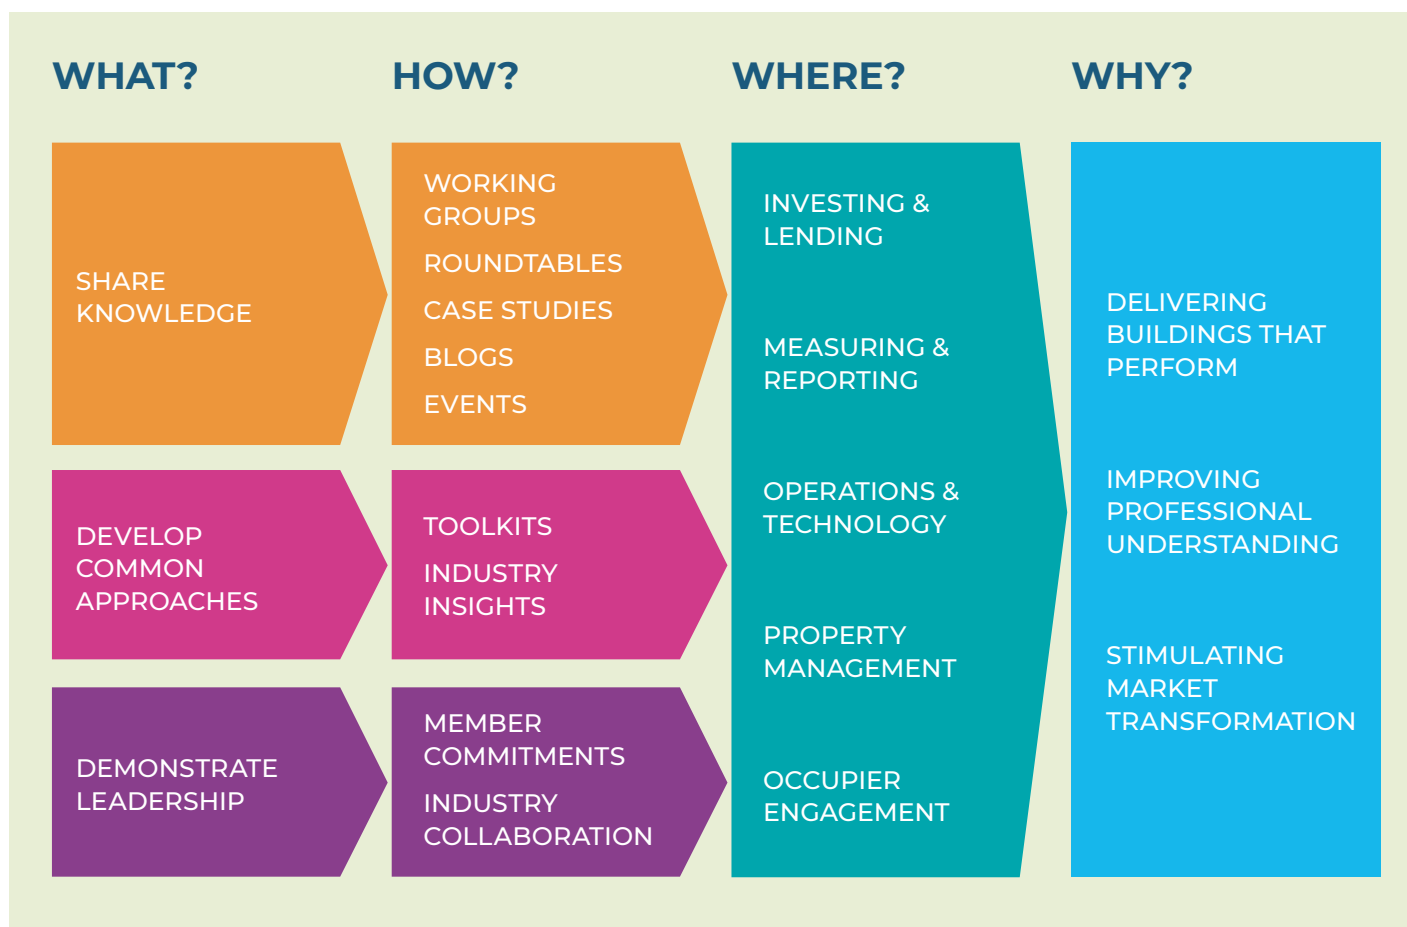 WHAT?
HOW?
WHERE?
WHY?
SHARE
KNOWLEDGE
WORKING
GROUPS
ROUNDTABLES
CASE STUDIES
BLOGS
EVENTS
DEVELOP
COMMON
APPROACHES
TOOLKITS
INDUSTRY
INSIGHTS
DEMONSTRATE
LEADERSHIP
MEMBER
COMMITMENTS
INDUSTRY
COLLABORATION
INVESTING &
LENDING
MEASURING &
REPORTING
OPERATIONS &
TECHNOLOGY
PROPERTY
MANAGEMENT
OCCUPIER
ENGAGEMENT
DELIVERING
BUILDINGS THAT
PERFORM
IMPROVING
PROFESSIONAL
UNDERSTANDING
STIMULATING
MARKET
TRANSFORMATION